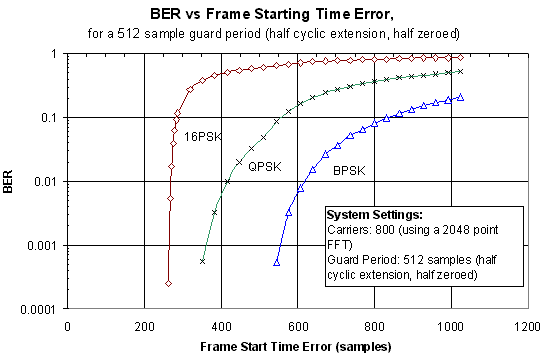 BER vs Frame Starting Time Error,
for a 512 sample guard period (half cyclic extension, half zeroed)
1
0.1
0.01
0.001
0.0001
BER
16PSK
QPSK
BPSK
System Settings:
Carriers: 800 (using a 2048 point
FFT)
Guard Period: 512 samples (half
cyclic extension, half zeroed)
0 200 400 600 800 1000 1200
Frame Start Time Error (samples)